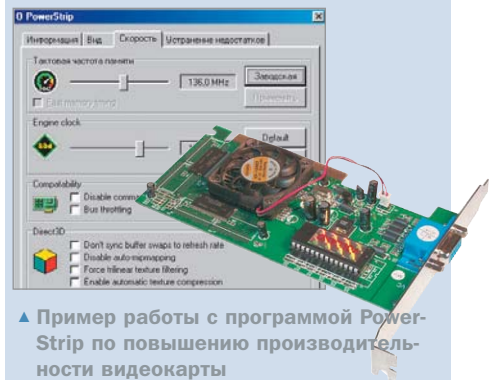 PowerStrip
Информация Вид Скорость Устранение недостатков
Тактовая частота памяти
136.0 MHz
Заводская
Применить
Engine clock
Default
Compatability
Disable
Bus throttling
Direct3D
Don't sync buffer swaps to refresh rate
Disable auto-mipmapping
Force trilinear texture filtering
Enable automatic texture compression
▲ Пример работы с программой Power-
Strip по повышению производитель-
ности видеокарты